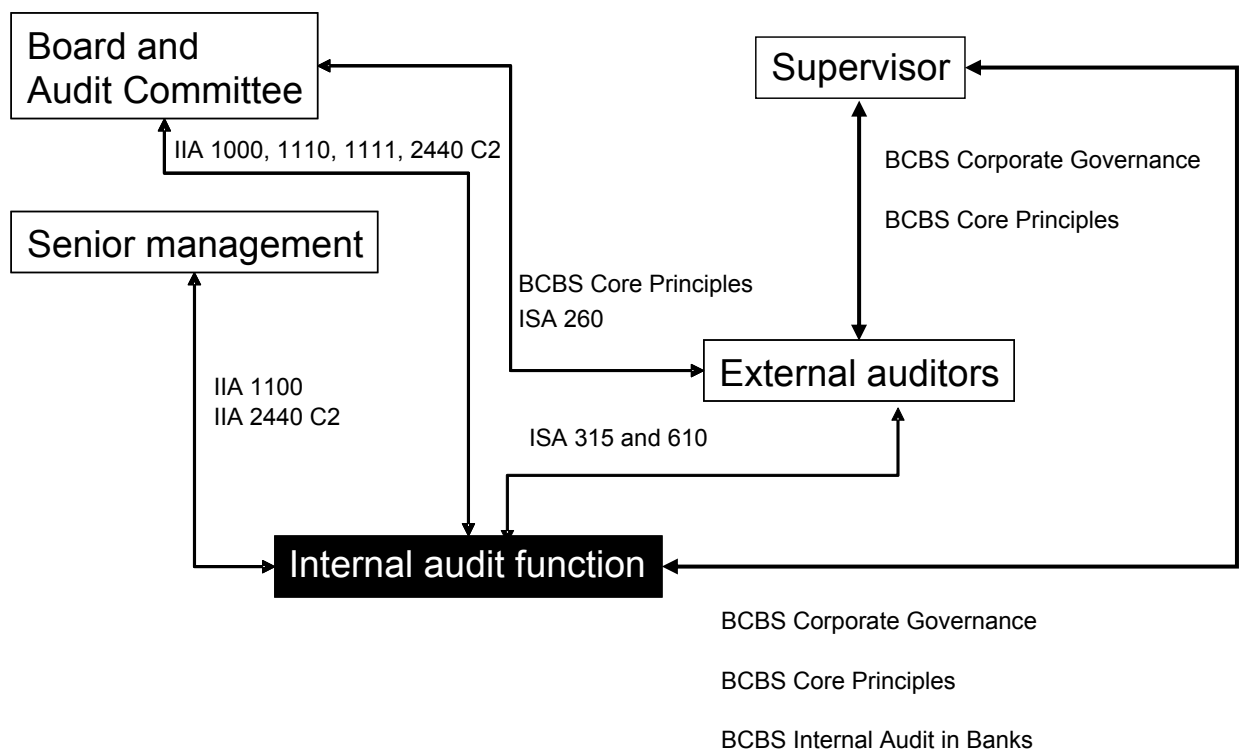 Board and
Audit Committee
Supervisor
IIA 1000, 1110, 1111, 2440 C2
BCBS Corporate Governance
BCBS Core Principles
Senior management
BCBS Core Principles
ISA 260
External auditors
IIA 1100
IIA 2440 C2
ISA 315 and 610
Internal audit function
BCBS Corporate Governance
BCBS Core Principles
BCBS Internal Audit in Banks